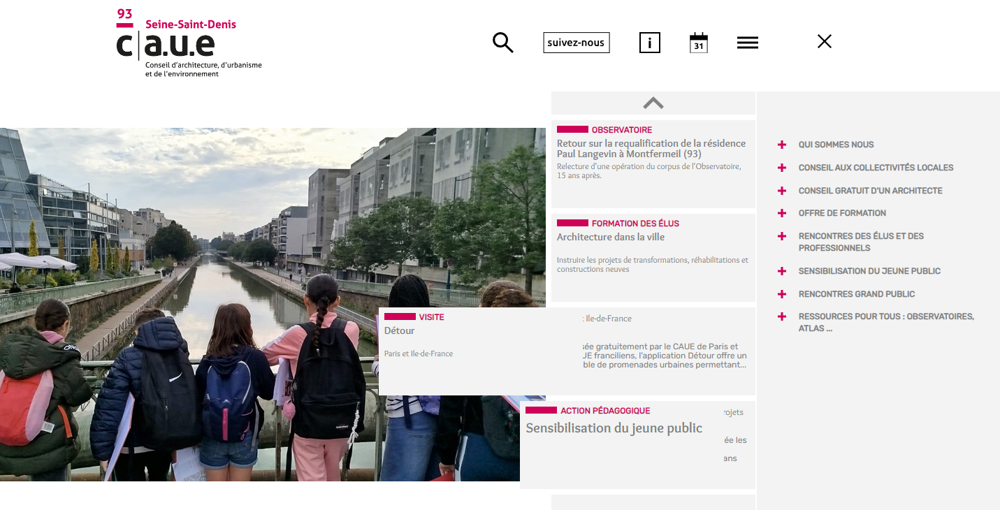 93
Seine-Saint-Denis
c|a.u.e
Conseil d'architecture, d'urbanisme
et de l'environnement
suivez-nous
i
31
OBSERVATOIRE
Retour sur la requalification de la résidence
Paul Langevin à Montfermeil (93)
Relecture d'une opération du corpus de l'Observatoire,
15 ans après.
FORMATION DES ÉLUS
Architecture dans la ville
Instruire les projets de transformations, réhabilitations et
constructions neuves
VISITE
Détour
Paris et Ile-de-France
: Ile-de-France
sée gratuitement par le CAUE de Paris et
UE franciliens, l'application Détour offre un
ble de promenades urbaines permettant...
ACTION PÉDAGOGIQUE
Sensibilisation du jeune public
rojets
ée les
ans
QUI SOMMES NOUS
CONSEIL AUX COLLECTIVITÉS LOCALES
CONSEIL GRATUIT D'UN ARCHITECTE
OFFRE DE FORMATION
RENCONTRES DES ÉLUS ET DES
PROFESSIONNELS
SENSIBILISATION DU JEUNE PUBLIC
RENCONTRES GRAND PUBLIC
RESSOURCES POUR TOUS : OBSERVATOIRES,
ATLAS ...